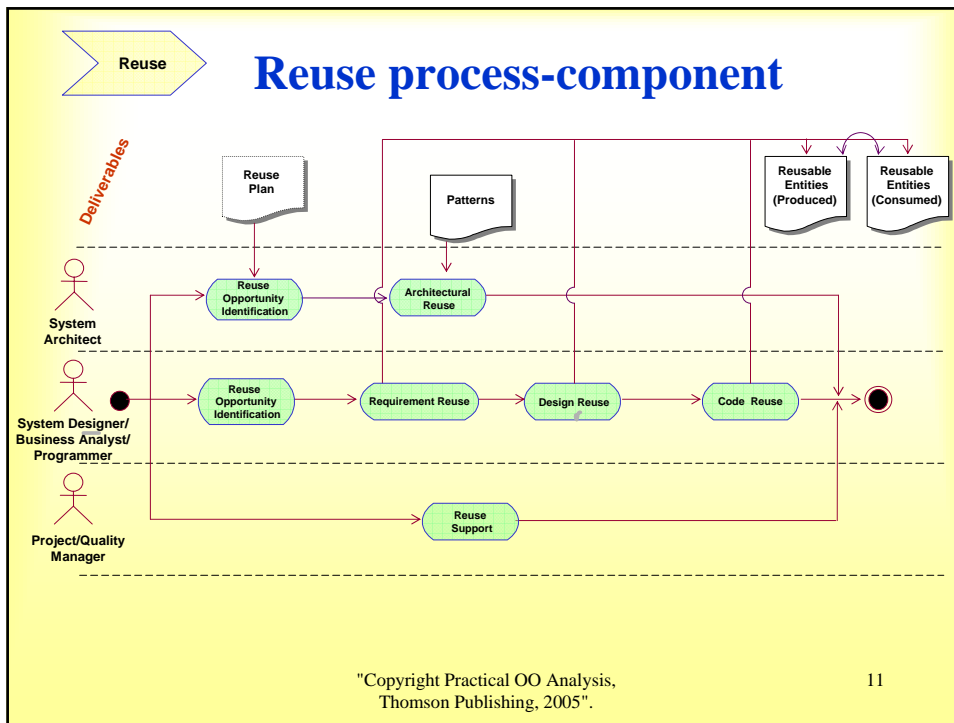 Reuse
Reuse process-component
Deliverables
Reuse
Plan
Patterns
Reusable
Entities
(Produced)
Reusable
Entities
(Consumed)
System
Architect
Reuse
Opportunity
Identification
Architectural
Reuse
System Designer/
Business Analyst/
Programmer
Reuse
Opportunity
Identification
Requirement Reuse
Design Reuse
Code Reuse
Project/Quality
Manager
Reuse
Support
"Copyright Practical OO Analysis,
Thomson Publishing, 2005".
11